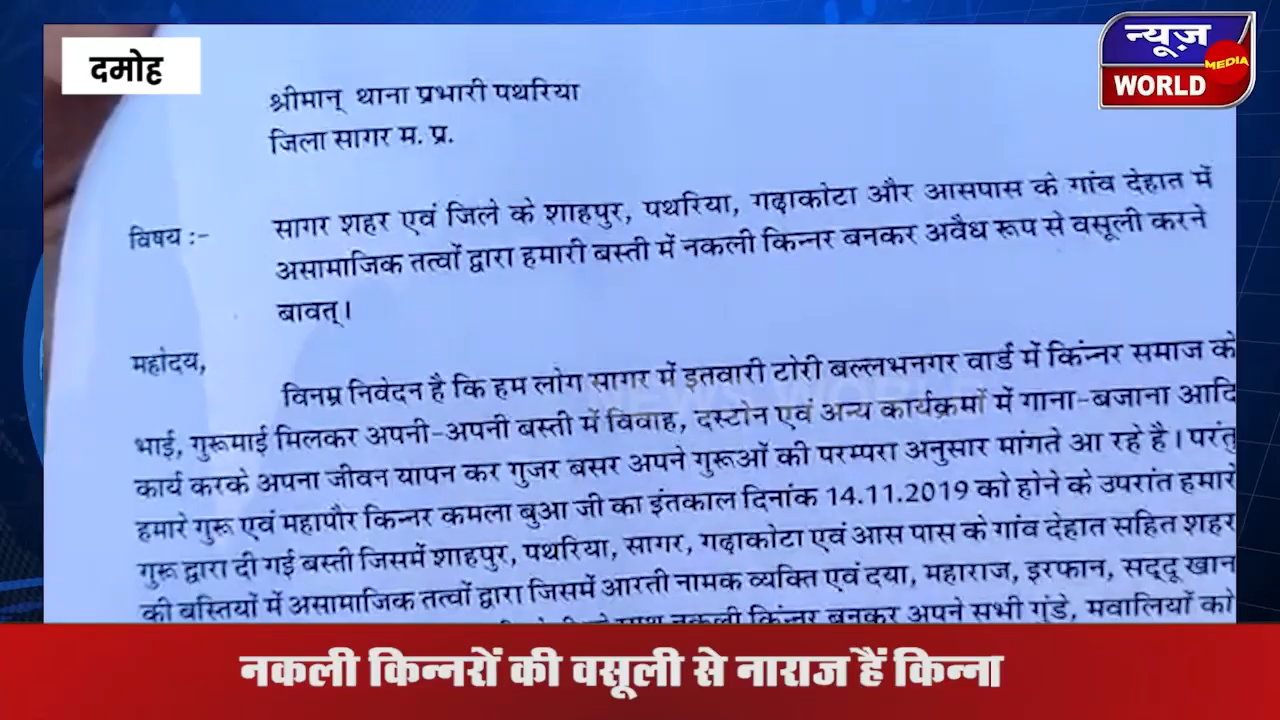 दमोह
न्यूज़
MEDIA
WORLD
श्रीमान् थाना प्रभारी पथरिया
जिला सागर म. प्र.
विषय :- सागर शहर एवं जिले के शाहपुर, पथरिया, गढ़ाकोटा और आसपास के गांव देहात में
असामाजिक तत्वों द्वारा हमारी बस्ती में नकली किन्नर बनकर अवैध रूप से वसूली करने
बावत्।
महोदय,
विनम्र निवेदन है कि हम लोग सागर में इतवारी टोरी बल्लभनगर वार्ड में किन्नर समाज के
भाई, गुरूमाई मिलकर अपनी-अपनी बस्ती में विवाह, दस्टोन एवं अन्य कार्यक्रमों में गाना-बजाना आदि
कार्य करके अपना जीवन यापन कर गुजर बसर अपने गुरूओं की परम्परा अनुसार मांगते आ रहे है। परंतु
हमारे गुरू एवं महापौर किन्नर कमला बुआ जी का इंतकाल दिनांक 14.11.2019 को होने के उपरांत हमारे
गुरू द्वारा दी गई बस्ती जिसमें शाहपुर, पथरिया, सागर, गढ़ाकोटा एवं आस पास के गांव देहात सहित शहर
की बस्तियों में असामाजिक तत्वों द्वारा जिसमें आरती नामक व्यक्ति एवं दया, महाराज, इरफान, सद्दू खान
नकली किन्नर बनकर अपने सभी गुंडे, मवालियों को
नकली किन्नरों की वसूली से नाराज हैं किन्ना